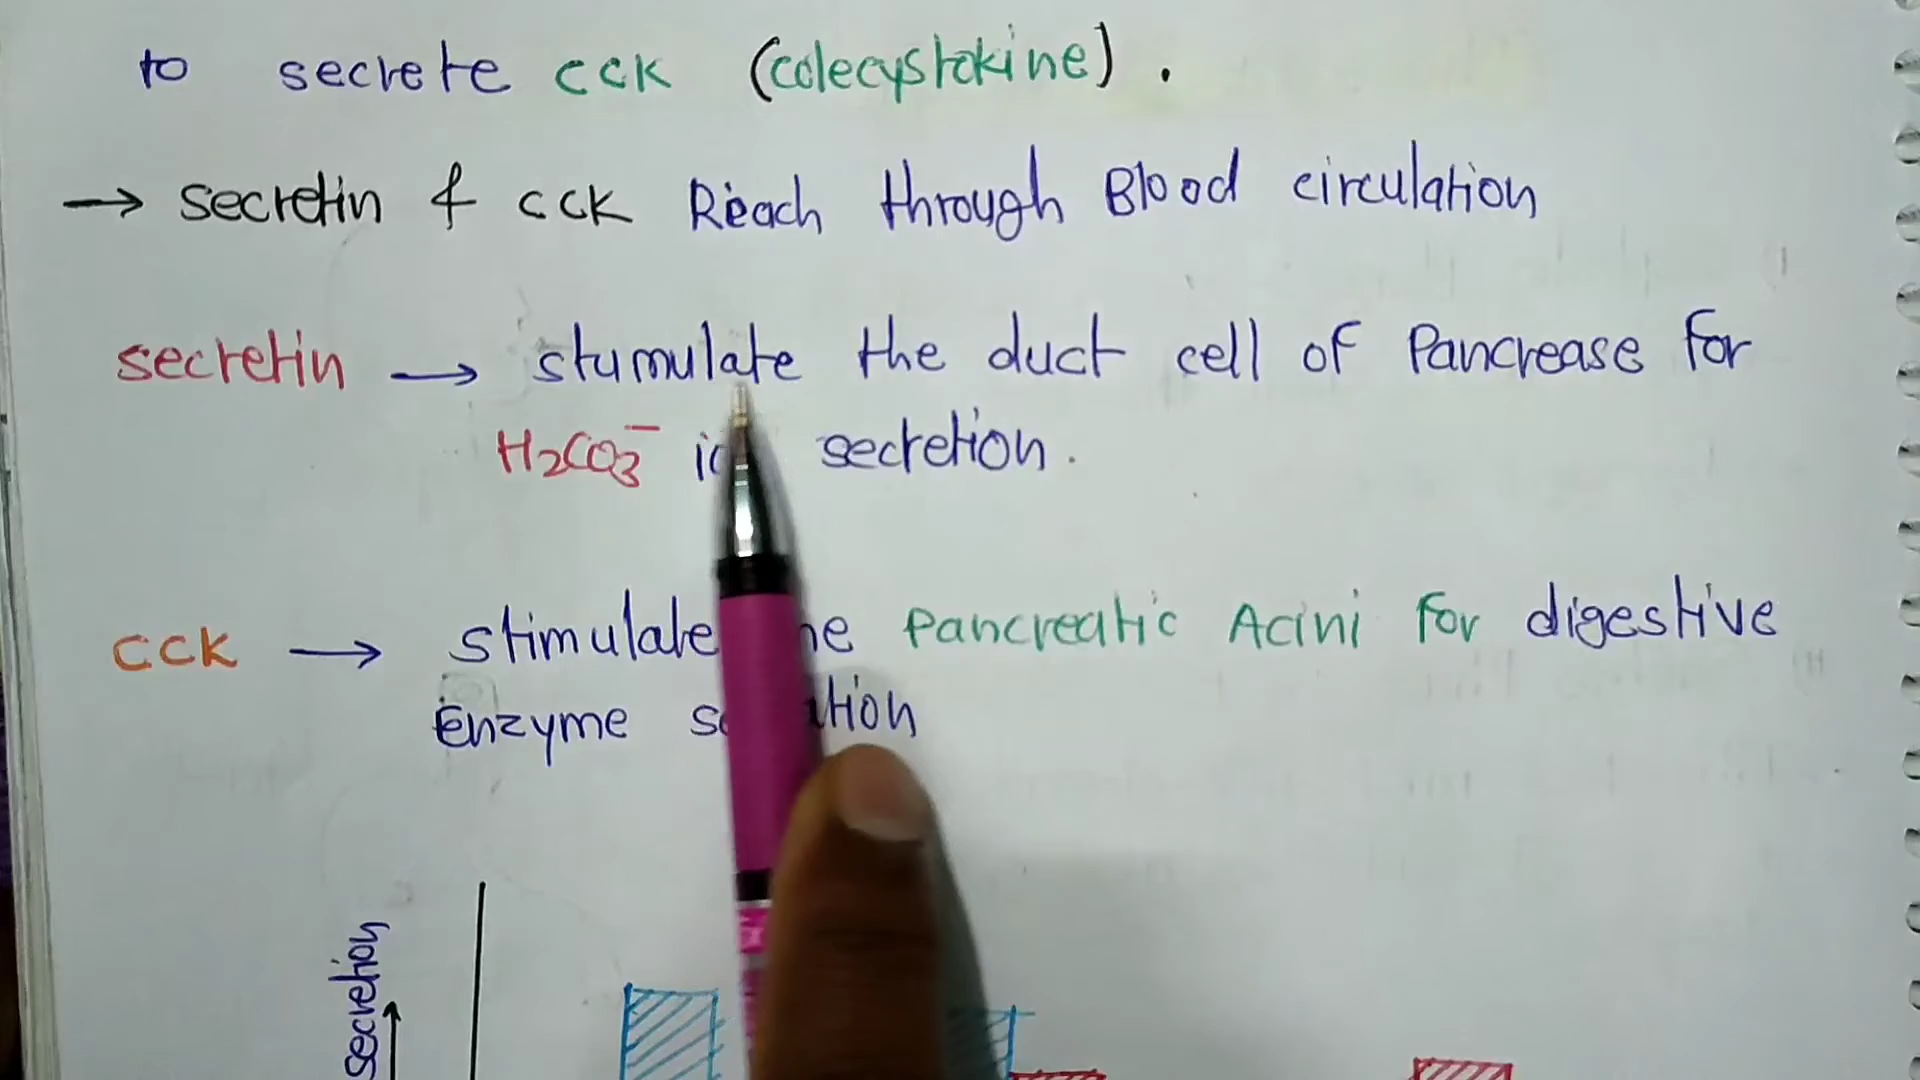 to secrete CCK (colecystokine).
→ secretin & CCK Reach through Blood circulation
secretin → stumulate the duct cell of Pancrease for
H₂CO₃⁻ secretion.
CCK → stimulate Pancreatic Acini for digestive
Enzyme
secretion